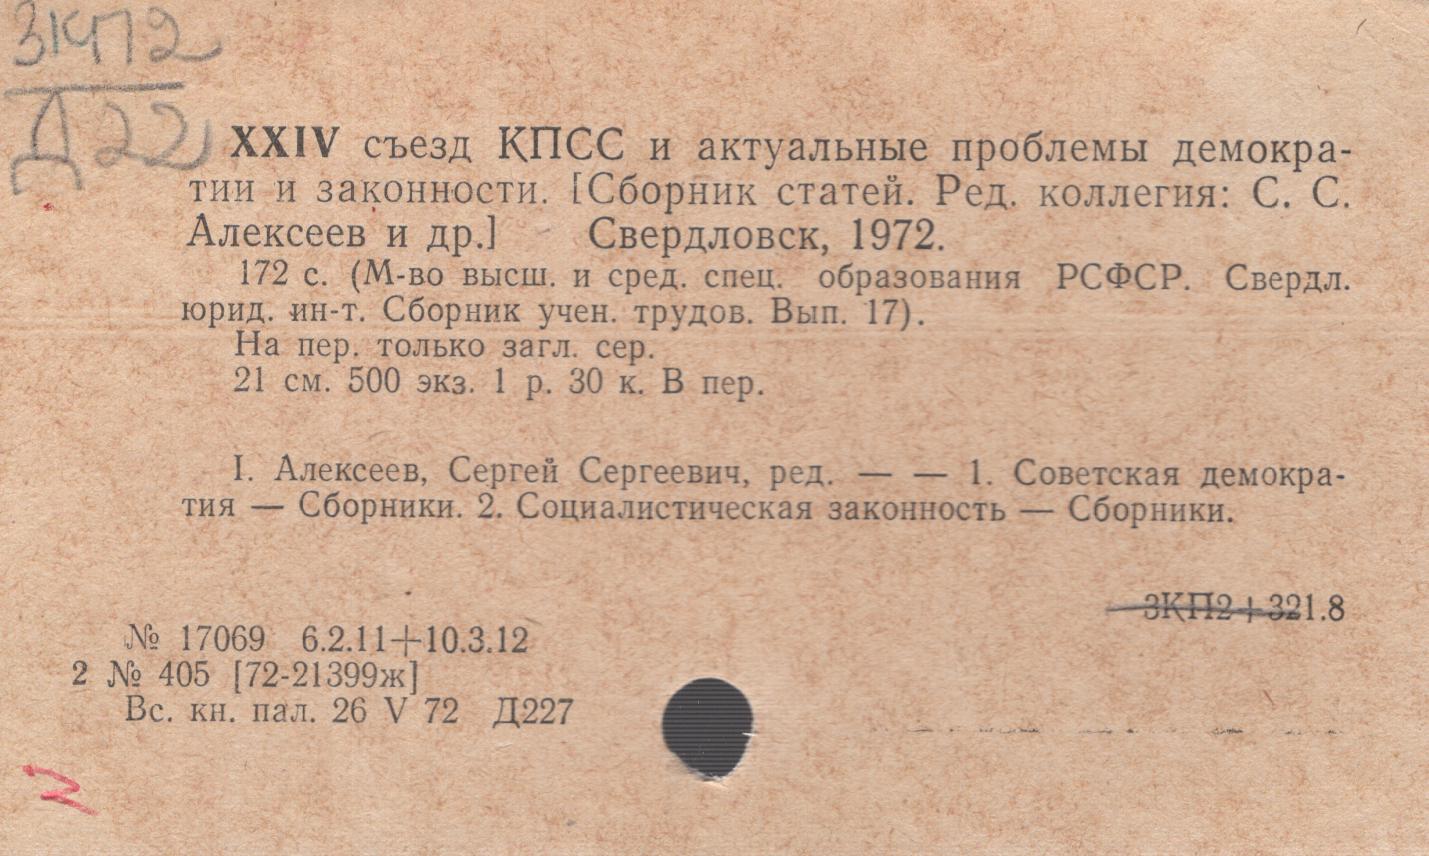 3КП2
Д22
XXIV съезд КПСС и актуальные проблемы демокра-
тии и законности. [Сборник статей. Ред. коллегия: С. С.
Алексеев и др.] Свердловск, 1972.
172 с. (М-во высш. и сред. спец. образования РСФСР. Свердл.
юрид. ин-т. Сборник учен. трудов. Вып. 17).
На пер. только загл. сер.
21 см. 500 экз. 1 р. 30 к. В пер.
I. Алексеев, Сергей Сергеевич, ред. — — 1. Советская демокра-
тия — Сборники. 2. Социалистическая законность — Сборники.
3КП2+321.8
№ 17069 6.2.11+10.3.12
2 № 405 [72-21399ж]
Вс. кн. пал. 26 V 72 Д227